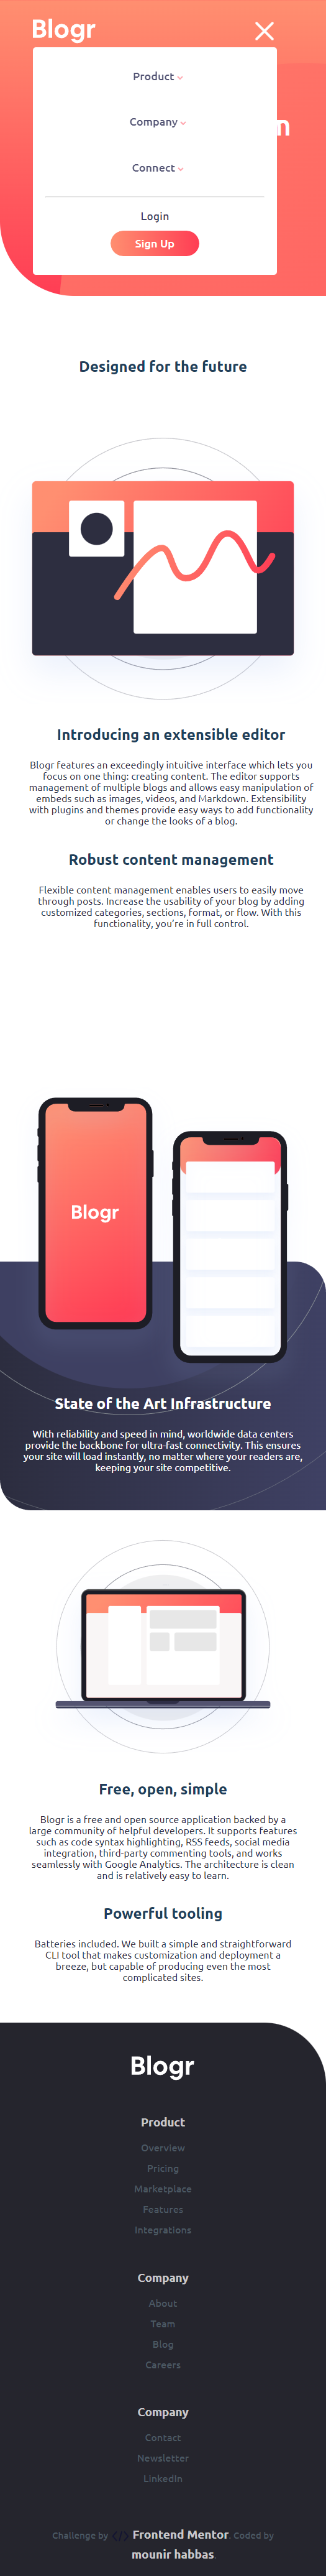 Blogr
Product
n
Company
Connect
Login
Sign Up
Designed for the future
Introducing an extensible editor
Blogr features an exceedingly intuitive interface which lets you
focus on one thing: creating content. The editor supports
management of multiple blogs and allows easy manipulation of
embeds such as images, videos, and Markdown. Extensibility
with plugins and themes provide easy ways to add functionality
or change the looks of a blog.
Robust content management
Flexible content management enables users to easily move
through posts. Increase the usability of your blog by adding
customized categories, sections, format, or flow. With this
functionality, you’re in full control.
Blogr
State of the Art Infrastructure
With reliability and speed in mind, worldwide data centers
provide the backbone for ultra-fast connectivity. This ensures
your site will load instantly, no matter where your readers are,
keeping your site competitive.
Free, open, simple
Blogr is a free and open source application backed by a
large community of helpful developers. It supports features
such as code syntax highlighting, RSS feeds, social media
integration, third-party commenting tools, and works
seamlessly with Google Analytics. The architecture is clean
and is relatively easy to learn.
Powerful tooling
Batteries included. We built a simple and straightforward
CLI tool that makes customization and deployment a
breeze, but capable of producing even the most
complicated sites.
Blogr
Product
Overview
Pricing
Marketplace
Features
Integrations
Company
About
Team
Blog
Careers
Company
Contact
Newsletter
LinkedIn
Challenge by </> Frontend Mentor. Coded by
mounir habbas.